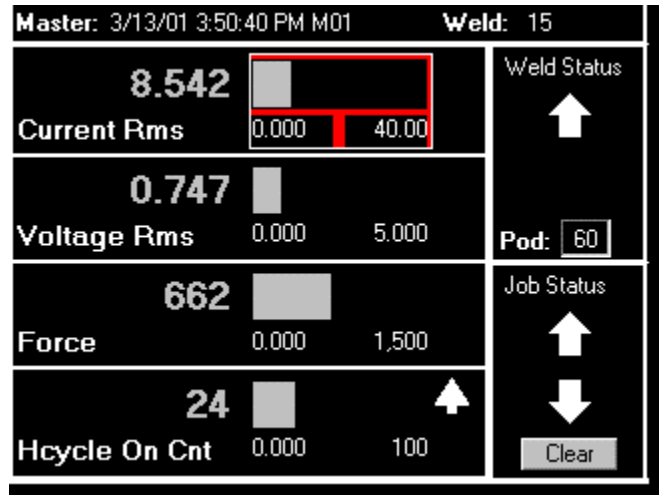 Master: 3/13/01 3:50:40 PM M01 Weld: 15
8.542
Current Rms 0.000 40.00
Weld Status
0.747
Voltage Rms 0.000 5.000
Pod: 60
662
Force 0.000 1,500
Job Status
24
Hcycle On Cnt 0.000 100
Clear